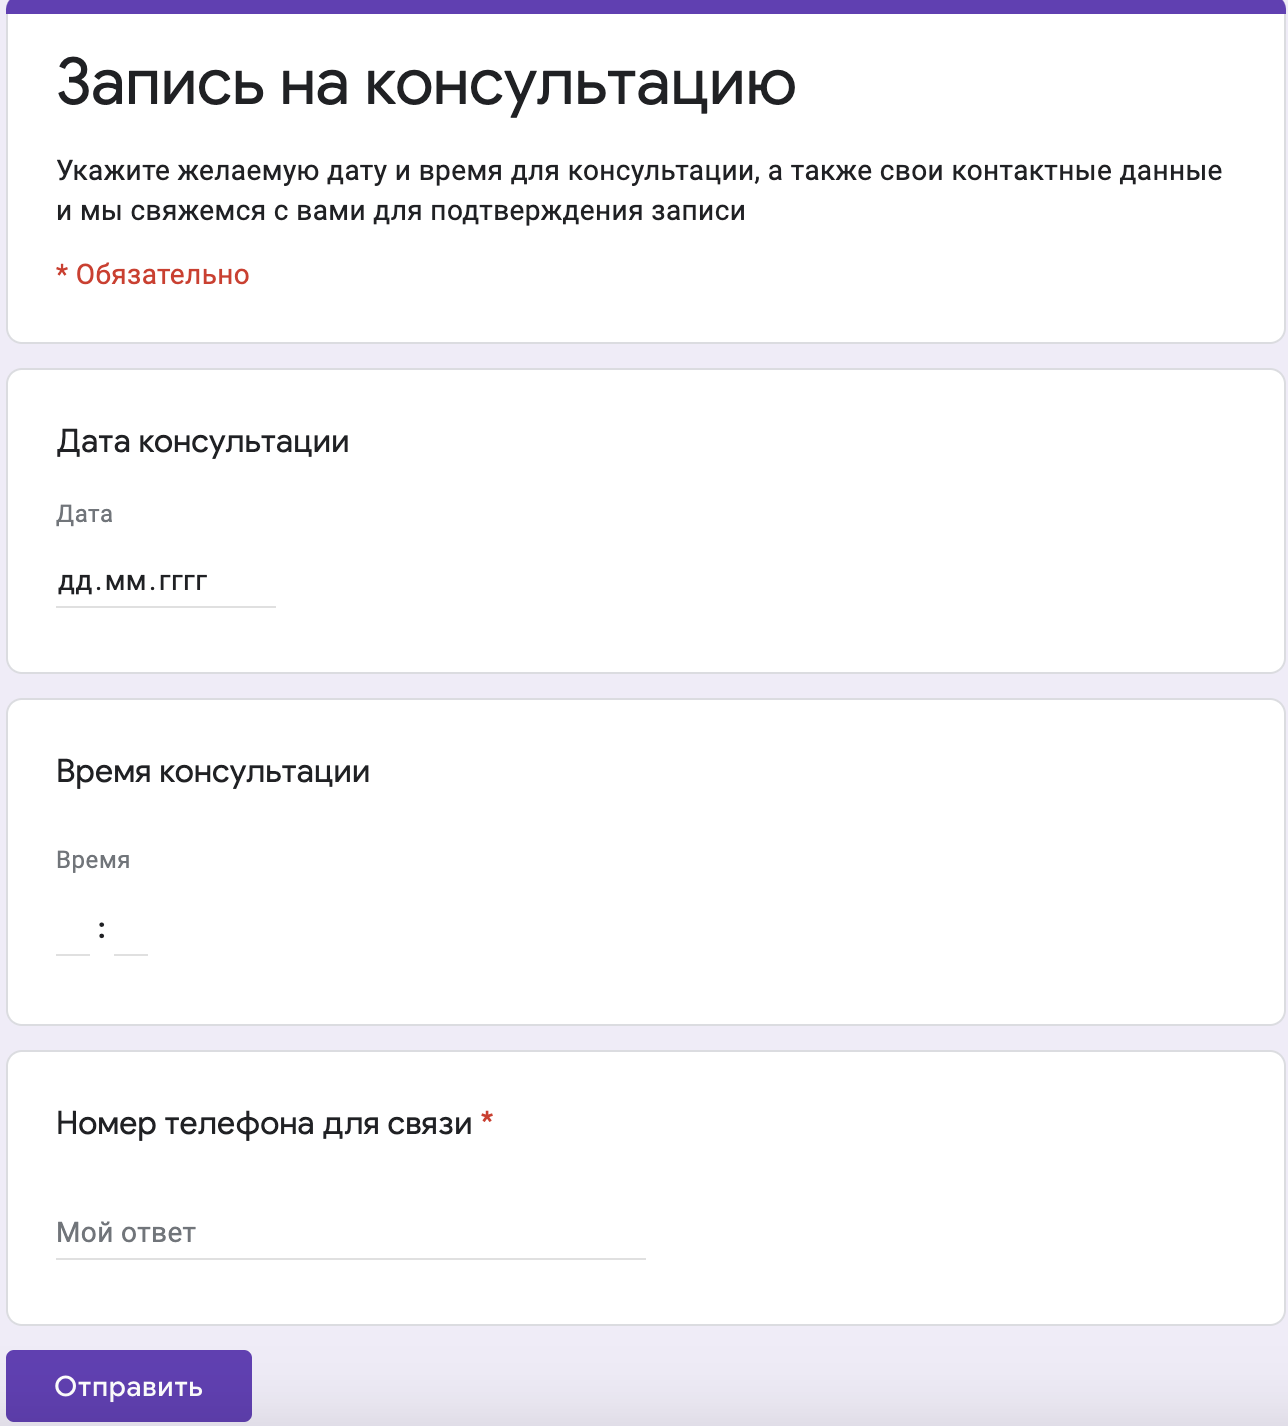 Запись на консультацию
Укажите желаемую дату и время для консультации, а также свои контактные данные
и мы свяжемся с вами для подтверждения записи
* Обязательно
Дата консультации
Дата
дд.мм.гггг
Время консультации
Время
:
Номер телефона для связи *
Мой ответ
Отправить